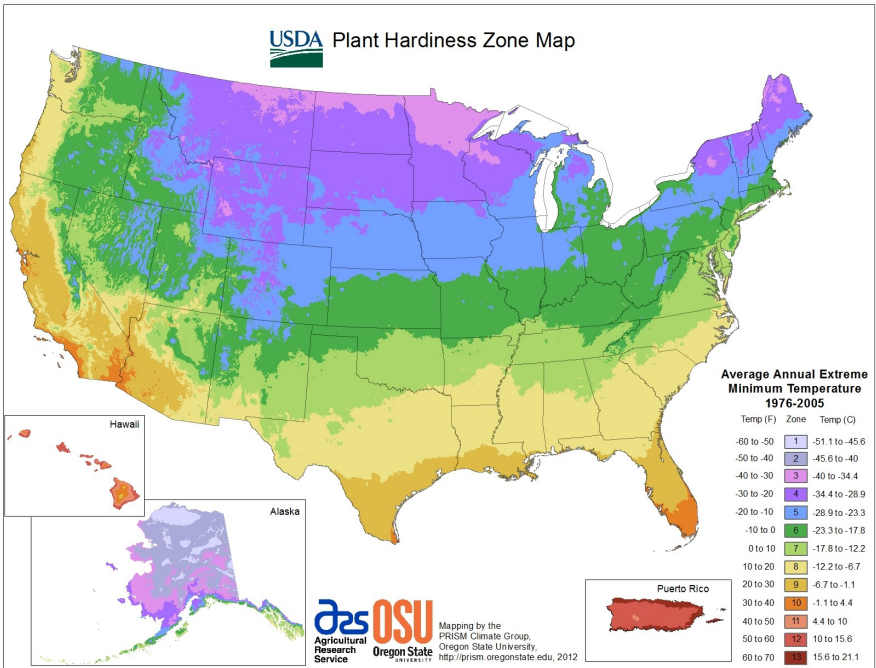 USDA Plant Hardiness Zone Map
Average Annual Extreme
Minimum Temperature
1976-2005
Temp (F) Zone Temp (C)
-60 to -50 1 -51.1 to -45.6
-50 to -40 2 -45.6 to -40
-40 to -30 3 -40 to -34.4
-30 to -20 4 -34.4 to -28.9
-20 to -10 5 -28.9 to -23.3
-10 to 0 6 -23.3 to -17.8
0 to 10 7 -17.8 to -12.2
10 to 20 8 -12.2 to -6.7
20 to 30 9 -6.7 to -1.1
30 to 40 10 -1.1 to 4.4
40 to 50 11 4.4 to 10
50 to 60 12 10 to 15.6
60 to 70 13 15.6 to 21.1
Hawaii
Alaska
Puerto Rico
ars
Agricultural
Research
Service
OSU
Oregon State
UNIVERSITY
Mapping by the
PRISM Climate Group,
Oregon State University,
http://prism.oregonstate.edu, 2012